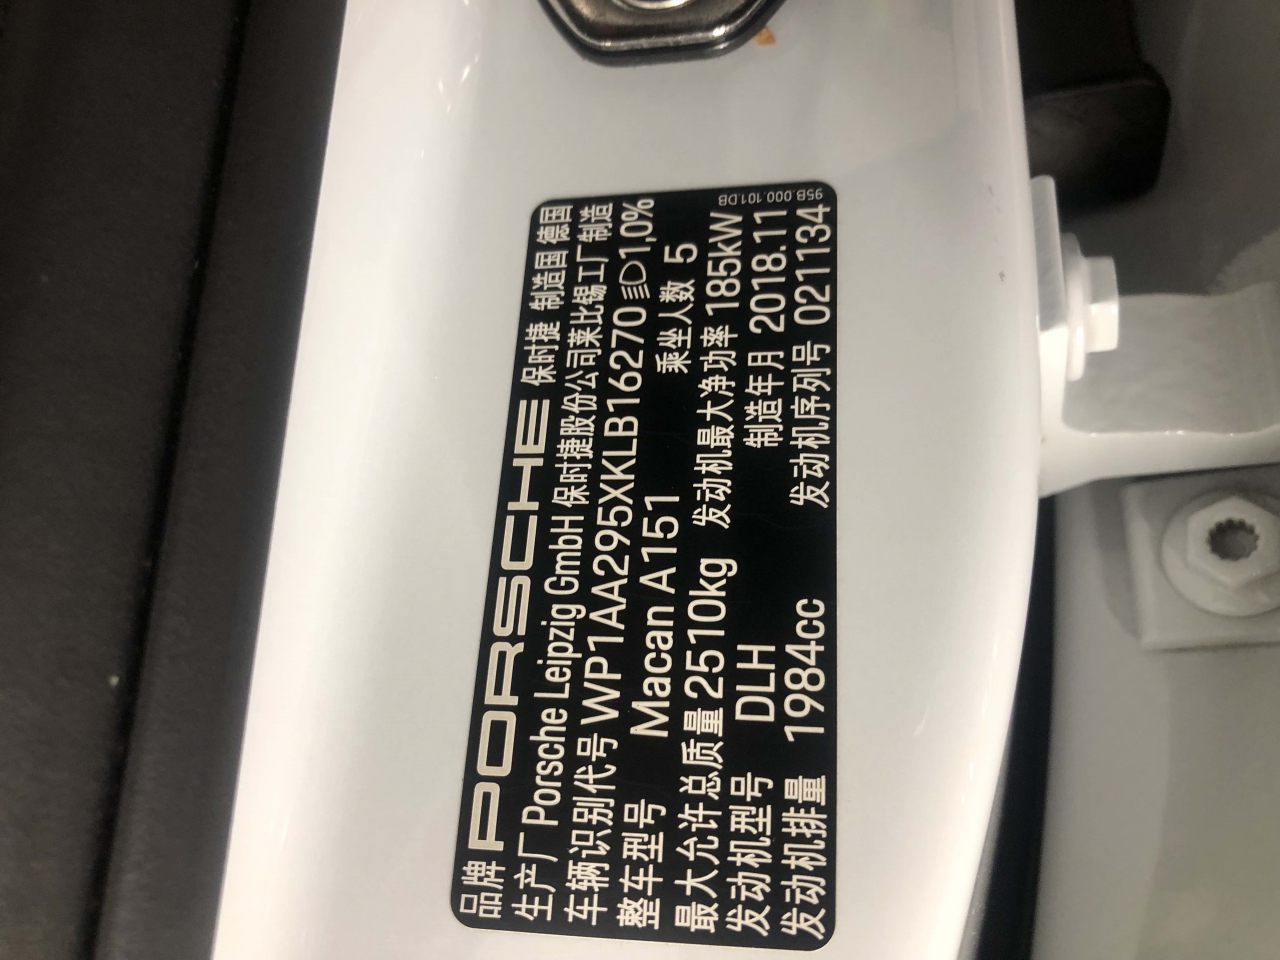 品牌 PORSCHE 保时捷 制造国 德国
生产厂 Porsche Leipzig GmbH 保时捷股份公司莱比锡工厂制造
车辆识别代号 WP1AA295XKLB16270 1,0%
整车型号 Macan A151 乘坐人数 5
最大允许总质量 2510kg 发动机最大净功率 185kW
发动机型号 DLH 制造年月 2018.11
发动机排量 1984cc 发动机序列号 021134
95B.000.101.DB